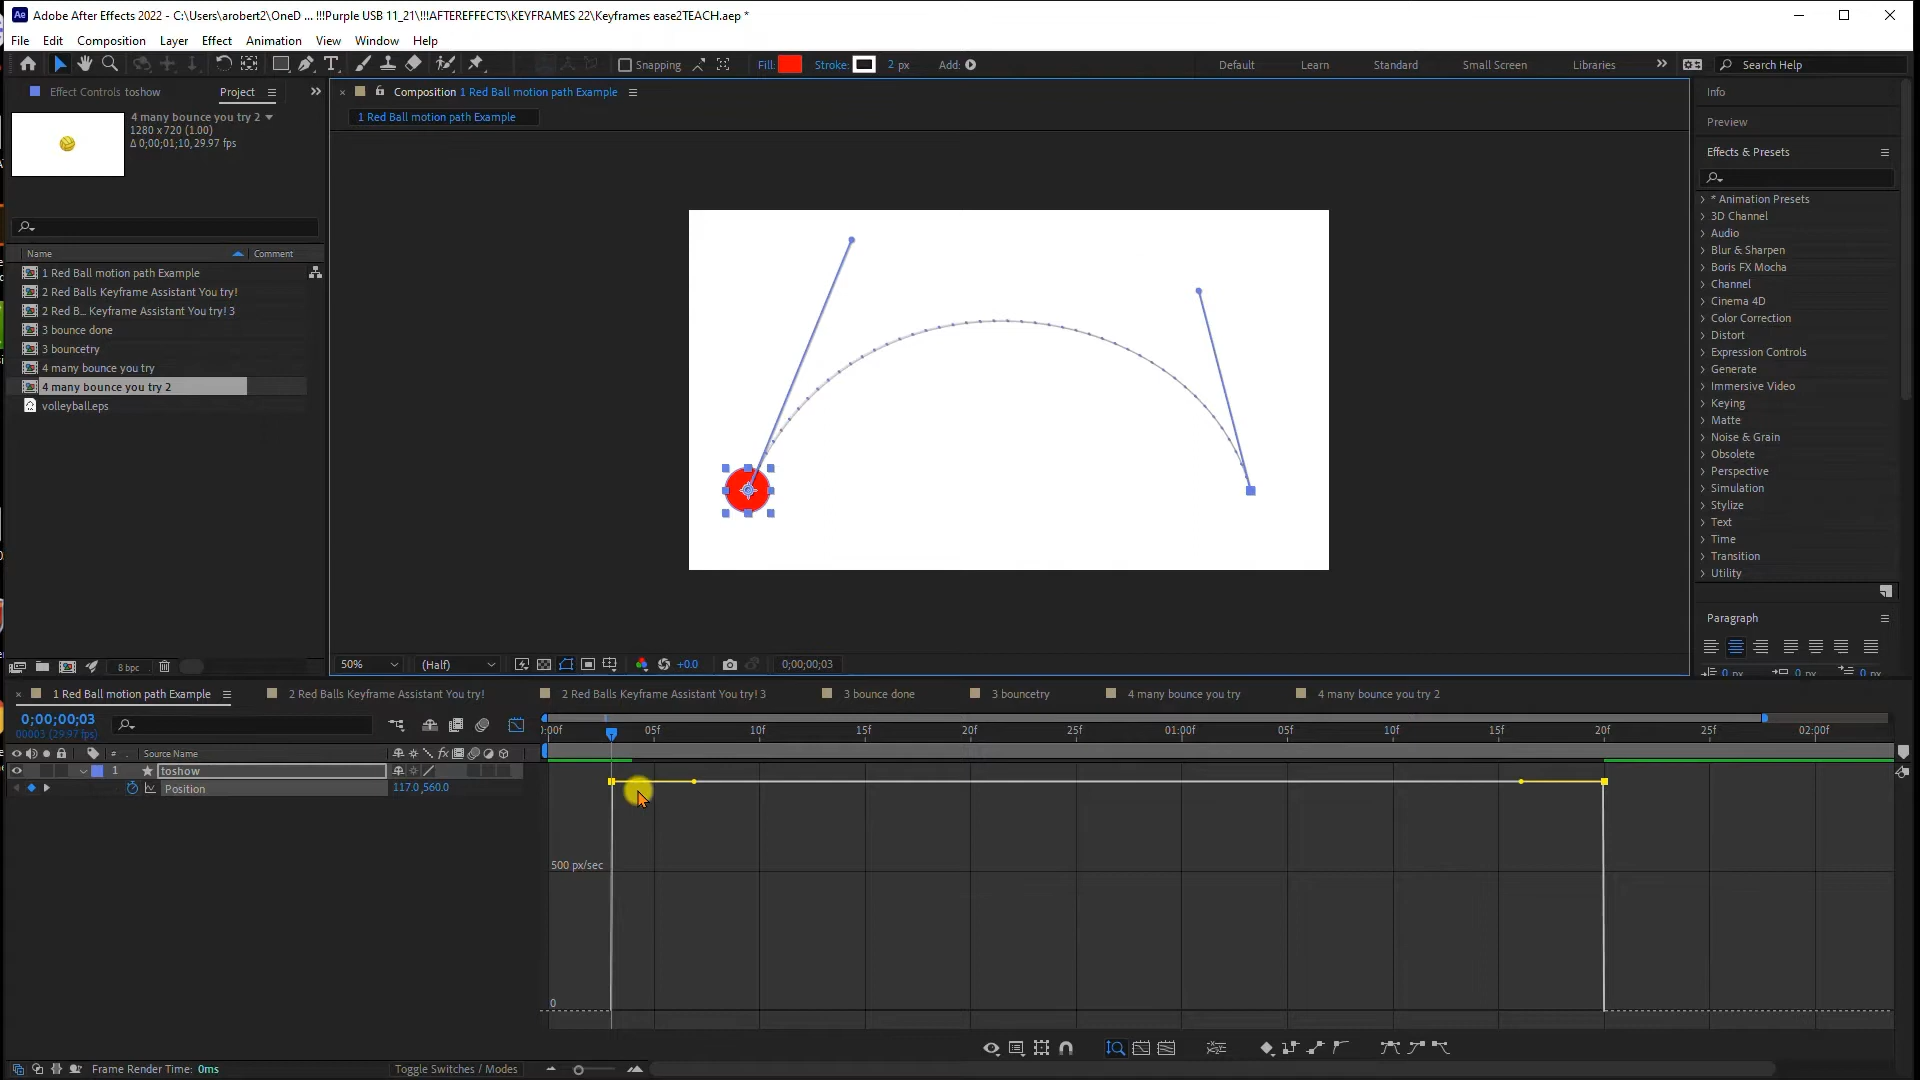 Ae Adobe After Effects 2022 - C:\Users\arobert2\OneD ... !!!Purple USB 11_21\!!!AFTEREFFECTS\KEYFRAMES 22\Keyframes ease2TEACH.aep *
File Edit Composition Layer Effect Animation View Window Help
Snapping Fill: Stroke: 2 px Add: Default Learn Standard Small Screen Libraries Search Help
Effect Controls toshow Project
Composition 1 Red Ball motion path Example
1 Red Ball motion path Example
4 many bounce you try 2
1280 x 720 (1.00)
Δ 0;00;01;10, 29.97 fps
Name Comment
1 Red Ball motion path Example
2 Red Balls Keyframe Assistant You try!
2 Red B... Keyframe Assistant You try! 3
3 bounce done
3 bouncetry
4 many bounce you try
4 many bounce you try 2
volleyball.eps
8 bpc
50% (Half) +0.0 0;00;00;03
Info
Preview
Effects & Presets
* Animation Presets
3D Channel
Audio
Blur & Sharpen
Boris FX Mocha
Channel
Cinema 4D
Color Correction
Distort
Expression Controls
Generate
Immersive Video
Keying
Matte
Noise & Grain
Obsolete
Perspective
Simulation
Stylize
Text
Time
Transition
Utility
Paragraph
0 px 0 px 0 px
1 Red Ball motion path Example 2 Red Balls Keyframe Assistant You try! 2 Red Balls Keyframe Assistant You try! 3 3 bounce done 3 bouncetry 4 many bounce you try 4 many bounce you try 2
0;00;00;03
00003 (29.97 fps)
# Source Name fx
1 toshow
Position 117.0,560.0
:00f 05f 10f 15f 20f 25f 01:00f 05f 10f 15f 20f 25f 02:00f
500 px/sec
0
Frame Render Time: 0ms Toggle Switches / Modes